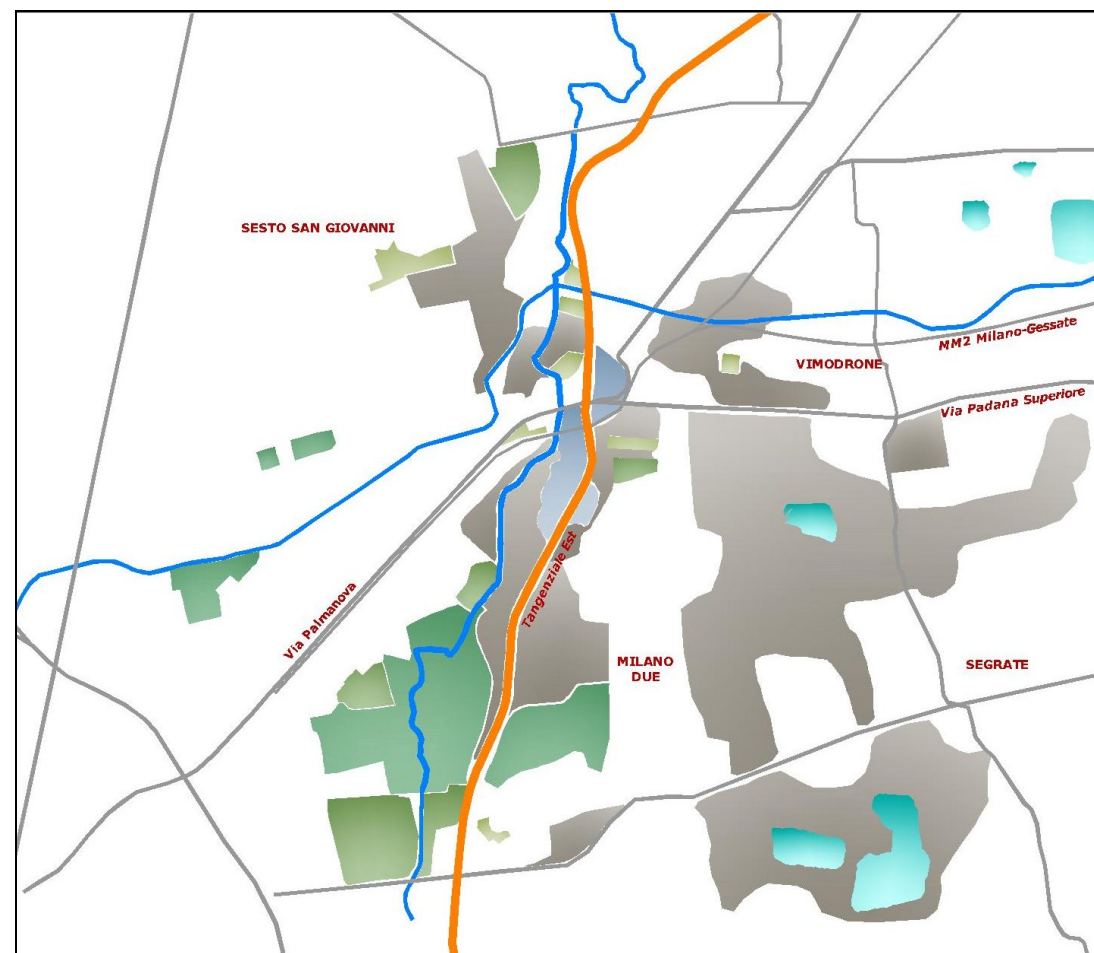 SESTO SAN GIOVANNI
MM2 Milano-Gessate
VIMODRONE
Via Padana Superiore
Tangenziale Est
Via Palmanova
MILANO
DUE
SEGRATE